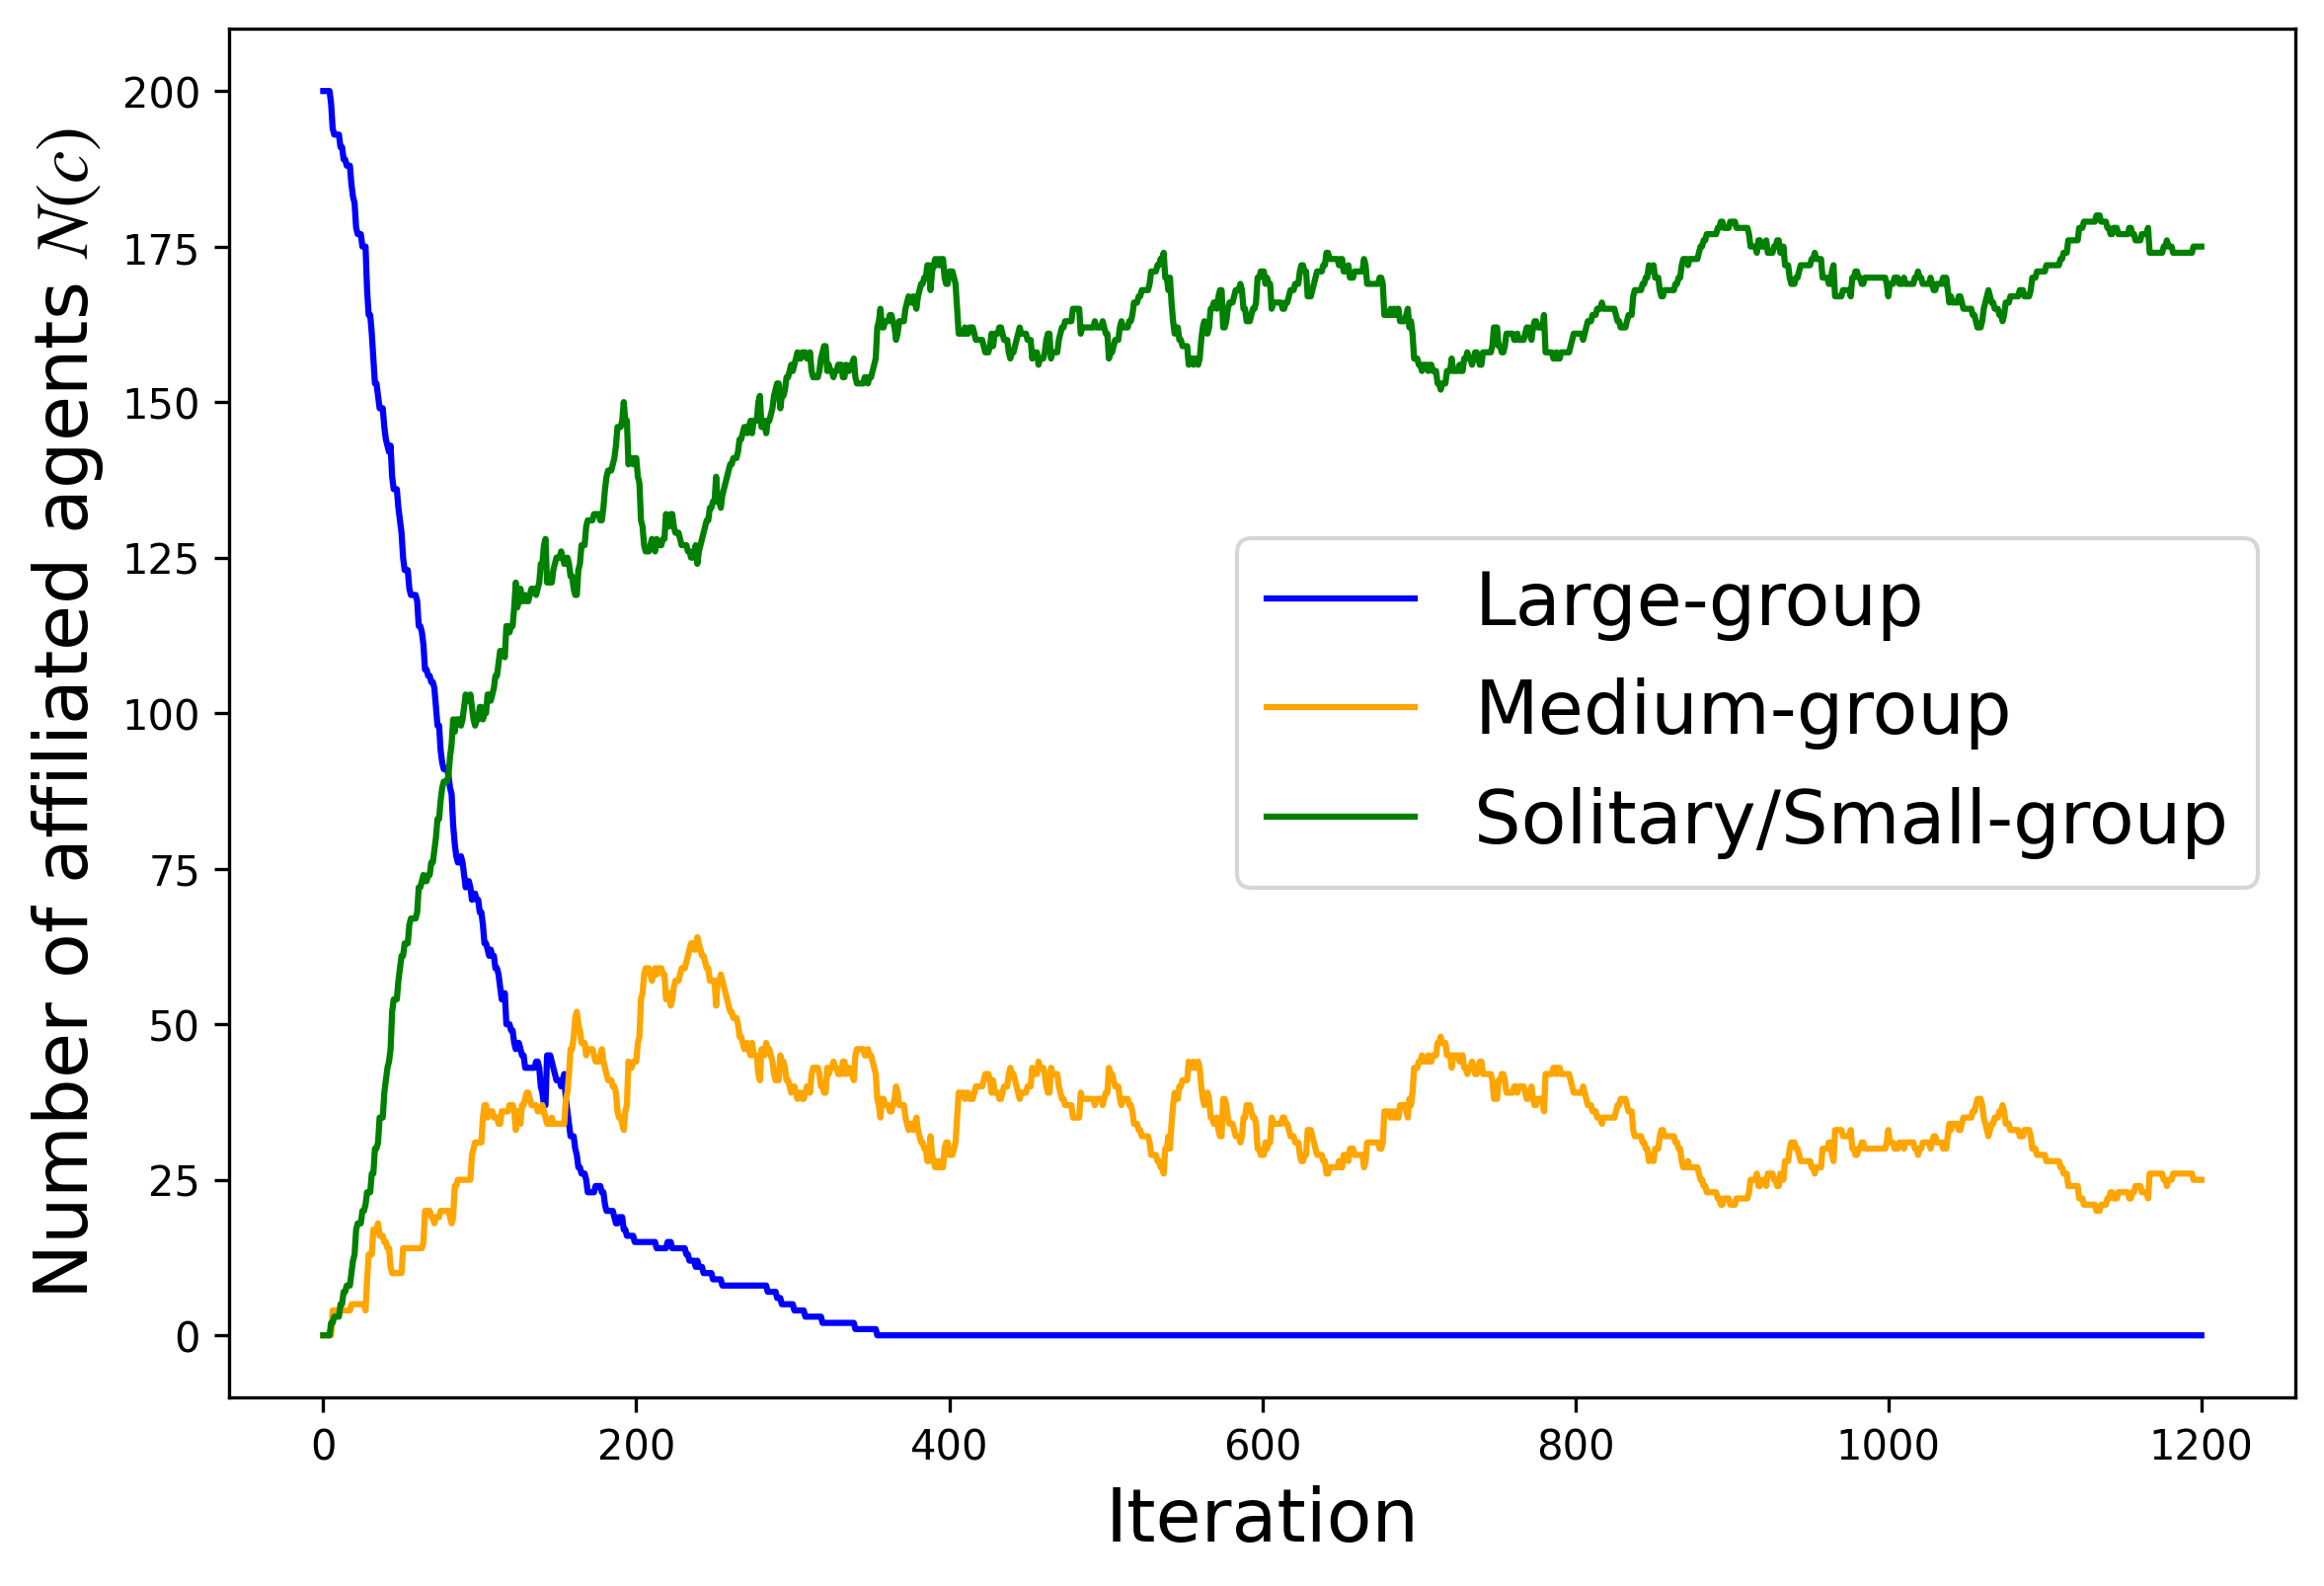 Number of affiliated agents N(c)
200
175
150
125
100
75
50
25
0
Large-group
Medium-group
Solitary/Small-group
0 200 400 600 800 1000 1200
Iteration